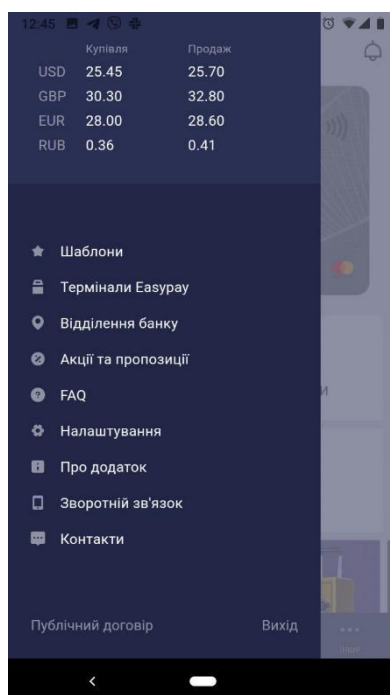 12:45
Купівля Продаж
USD 25.45 25.70
GBP 30.30 32.80
EUR 28.00 28.60
RUB 0.36 0.41
Шаблони
Термінали Easypay
Відділення банку
Акції та пропозиції
FAQ
Налаштування
Про додаток
Зворотній зв'язок
Контакти
Публічний договір Вихід